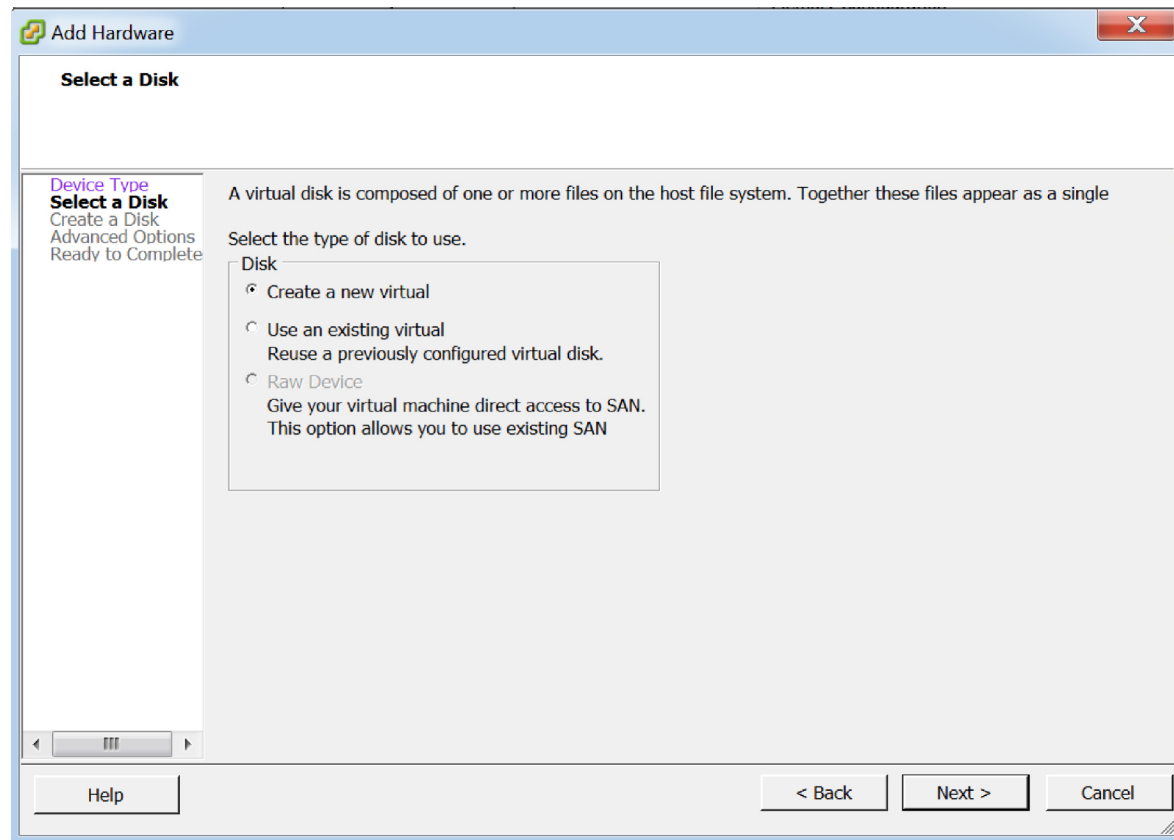 Add Hardware
X
Select a Disk
Device Type
Select a Disk
Create a Disk
Advanced Options
Ready to Complete
A virtual disk is composed of one or more files on the host file system. Together these files appear as a single
Select the type of disk to use.
Disk
Create a new virtual
Use an existing virtual
Reuse a previously configured virtual disk.
Raw Device
Give your virtual machine direct access to SAN.
This option allows you to use existing SAN
Help
< Back
Next >
Cancel